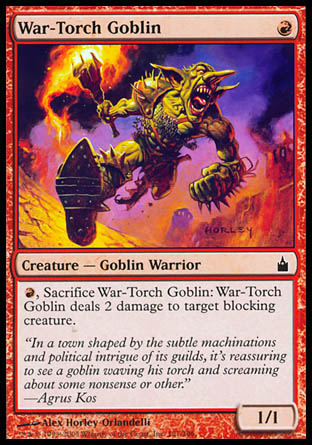 War-Torch Goblin
HORLEY
Creature — Goblin Warrior
, Sacrifice War-Torch Goblin: War-Torch
Goblin deals 2 damage to target blocking
creature.
"In a town shaped by the subtle machinations
and political intrigue of its guilds, it's reassuring
to see a goblin waving his torch and screaming
about some nonsense or other."
—Agrus Kos
Alex Horley Orlandelli
1/1